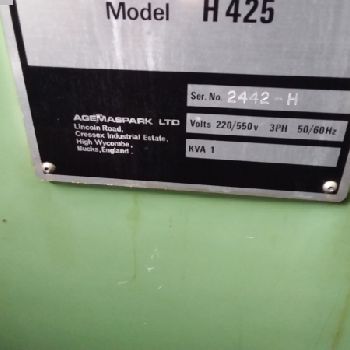 Model H 425
Ser. No. 2442-H
AGEMASPARK LTD
Lincoln Road,
Cressex Industrial Estate,
High Wycombe,
Bucks, England.
Volts 220/550v 3PH 50/60Hz
KVA 1